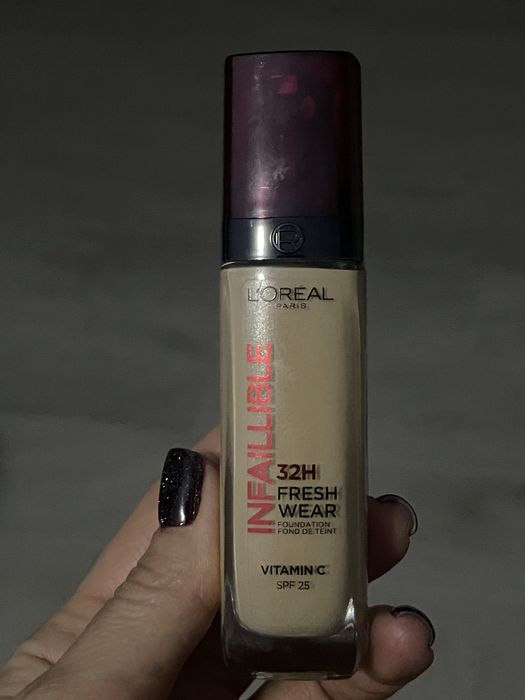 L'ORÉAL
PARIS
INFAILLIBLE
32H
FRESH
WEAR
FOUNDATION
FOND DE TEINT
VITAMIN C
SPF 25